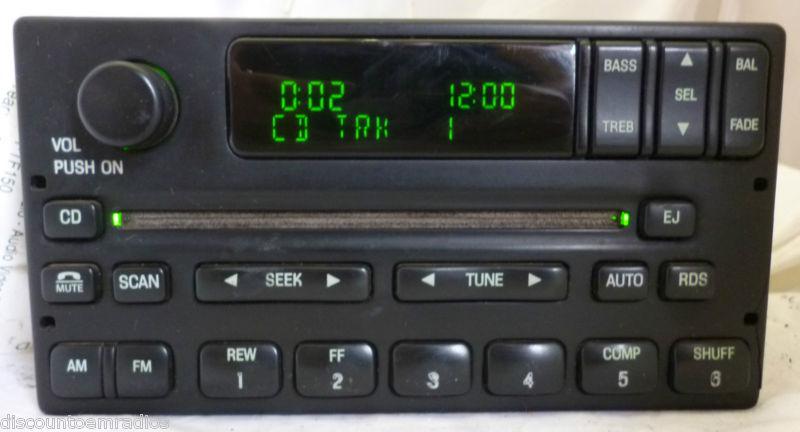 0:02 12:00
CD TRK 1
VOL
PUSH ON
BASS
TREB
SEL
BAL
FADE
CD
EJ
MUTE
SCAN
◄ SEEK ►
◄ TUNE ►
AUTO
RDS
AM
FM
REW
1
FF
2
3
4
COMP
5
SHUFF
6
F150
discountoemradios